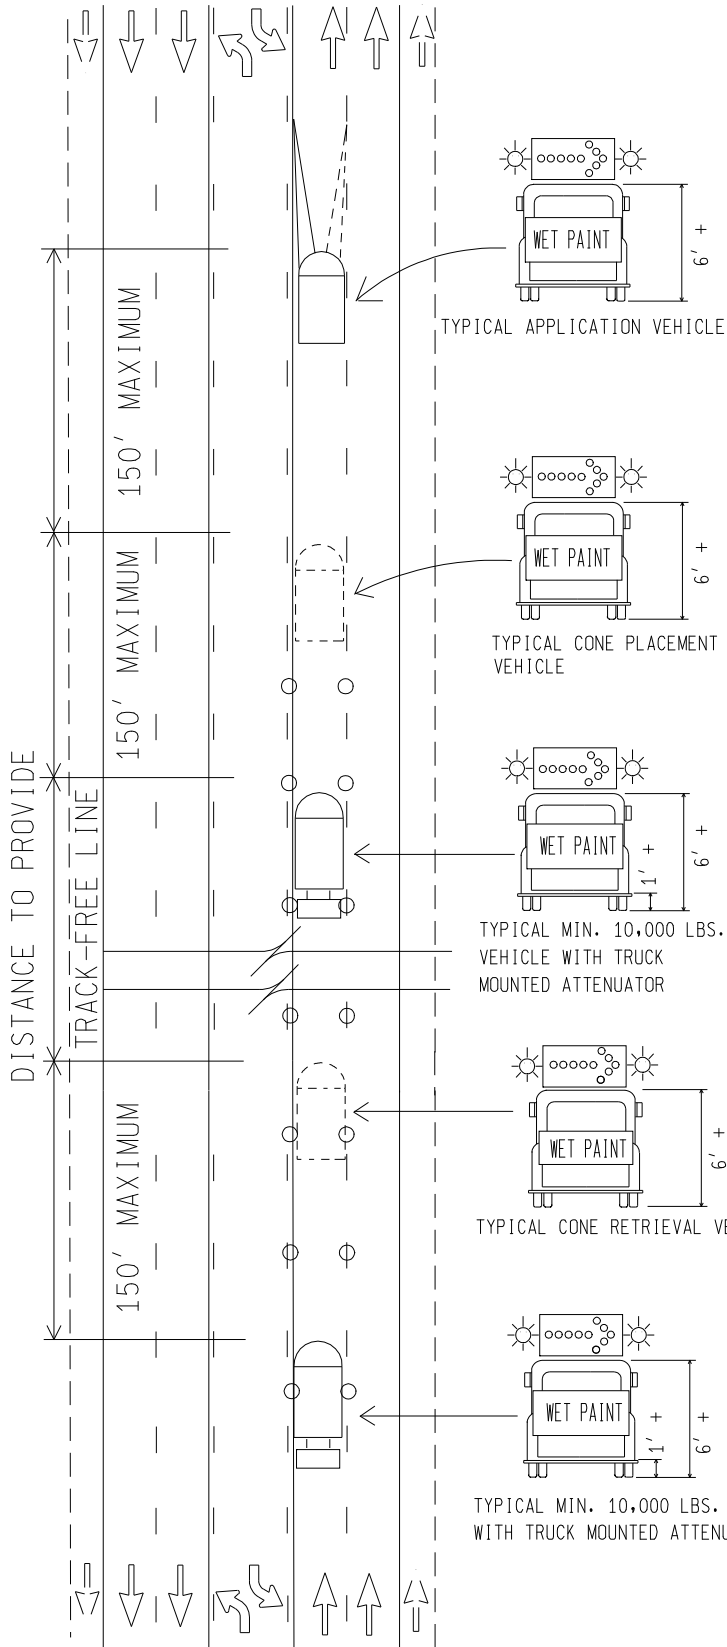 WET PAINT
6' +
TYPICAL APPLICATION VEHICLE
150' MAXIMUM
WET PAINT
6' +
TYPICAL CONE PLACEMENT
VEHICLE
150' MAXIMUM
WET PAINT
1' +
6' +
TYPICAL MIN. 10,000 LBS.
VEHICLE WITH TRUCK
MOUNTED ATTENUATOR
DISTANCE TO PROVIDE
TRACK-FREE LINE
WET PAINT
6' +
TYPICAL CONE RETRIEVAL VE
150' MAXIMUM
WET PAINT
1' +
6' +
TYPICAL MIN. 10,000 LBS.
WITH TRUCK MOUNTED ATTENU